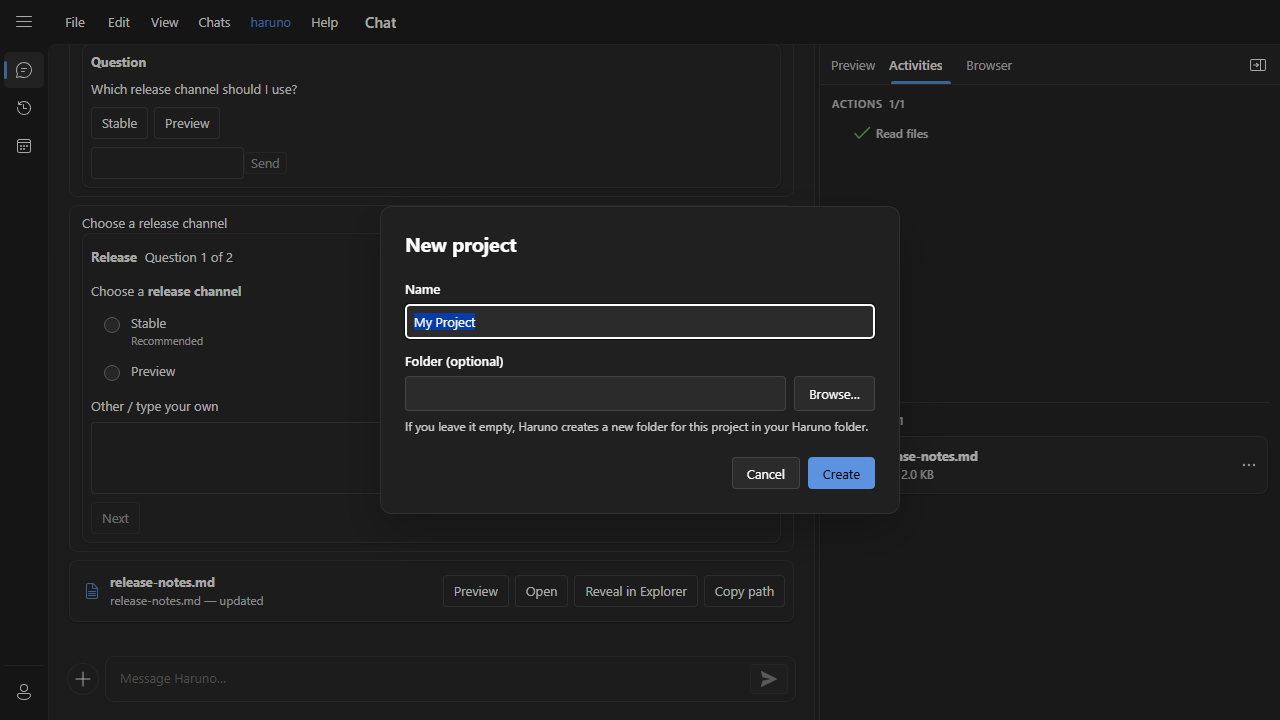 File Edit View Chats haruno Help Chat
Question
Which release channel should I use?
Stable Preview
Send
Choose a release channel
Release Question 1 of 2
Choose a release channel
Stable
Recommended
Preview
Other / type your own
Next
release-notes.md
release-notes.md — updated
Preview Open Reveal in Explorer Copy path
Message Haruno...
New project
Name
My Project
Folder (optional)
Browse...
If you leave it empty, Haruno creates a new folder for this project in your Haruno folder.
Cancel Create
Preview Activities Browser
ACTIONS 1/1
Read files
2.0 KB